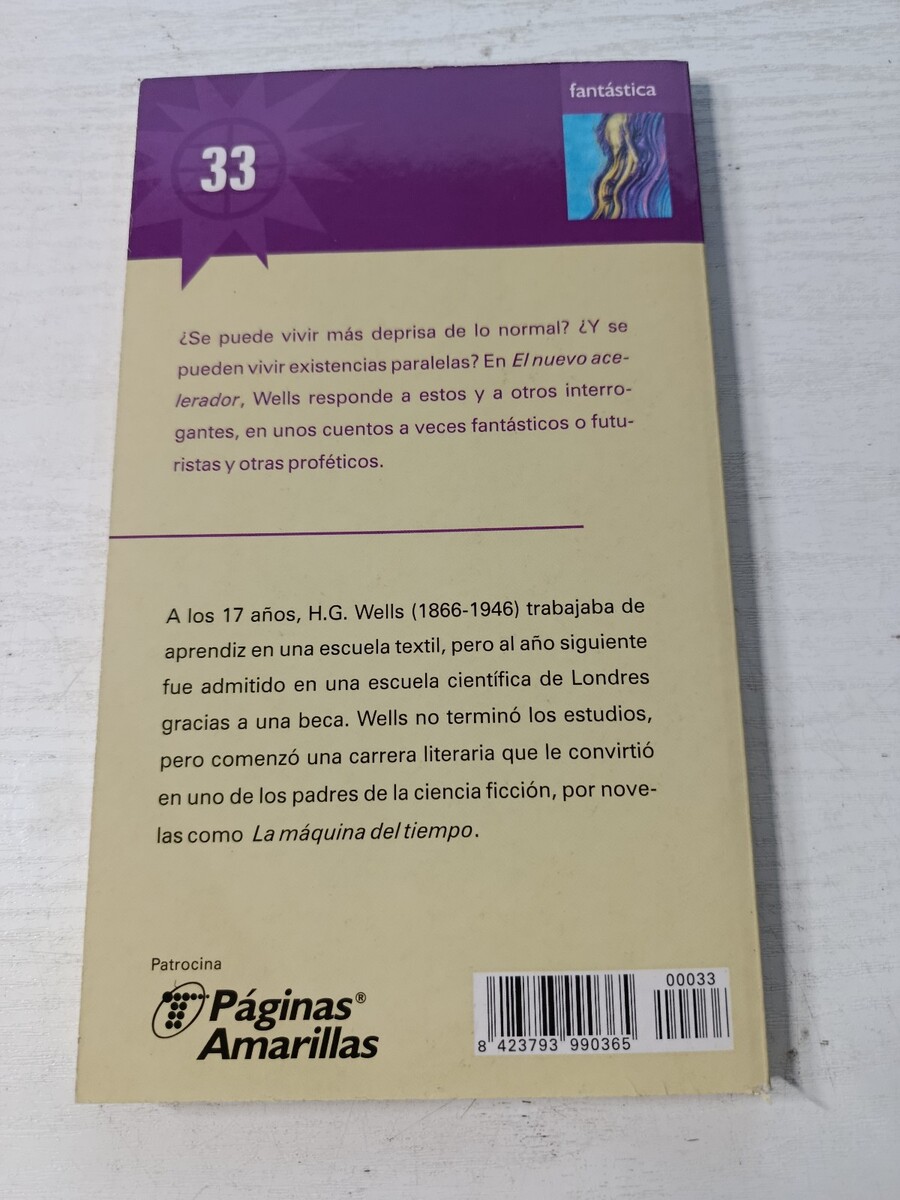 fantástica
33
¿Se puede vivir más deprisa de lo normal? ¿Y se
pueden vivir existencias paralelas? En El nuevo ace-
lerador, Wells responde a estos y a otros interro-
gantes, en unos cuentos a veces fantásticos o futu-
ristas y otras proféticos.
A los 17 años, H.G. Wells (1866-1946) trabajaba de
aprendiz en una escuela textil, pero al año siguiente
fue admitido en una escuela científica de Londres
gracias a una beca. Wells no terminó los estudios,
pero comenzó una carrera literaria que le convirtió
en uno de los padres de la ciencia ficción, por nove-
las como La máquina del tiempo.
Patrocina
Páginas®
Amarillas
00033
8 423793 990365